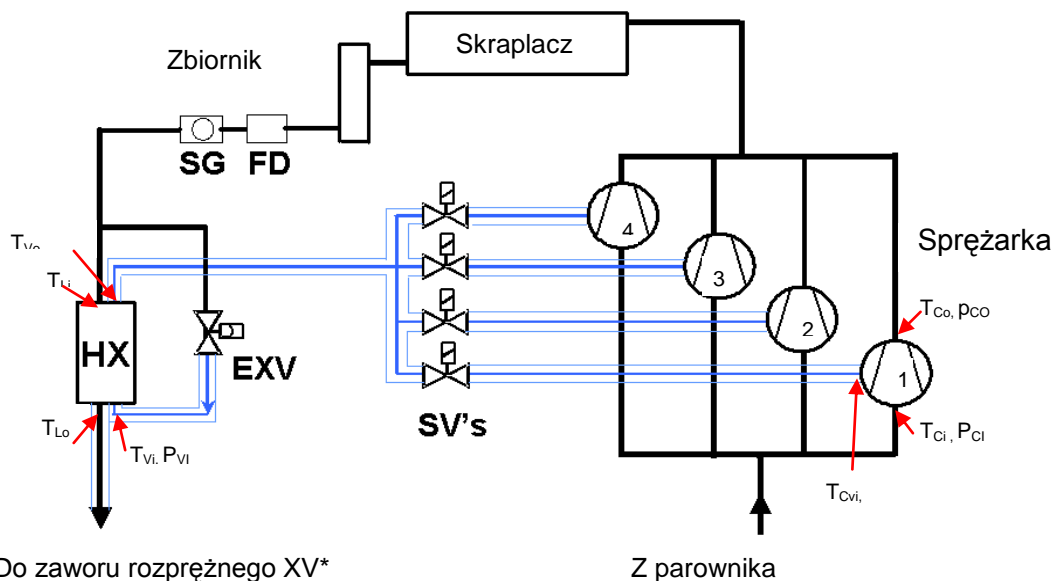 Skraplacz
Zbiornik
SG FD
4
3
2
1
Sprężarka
T_Vo
T_Li
HX
EXV
SV's
T_Co, p_CO
T_Lo
T_Vi, P_VI
T_Ci, P_CI
T_Cvi,
Do zaworu rozprężnego XV*
Z parownika